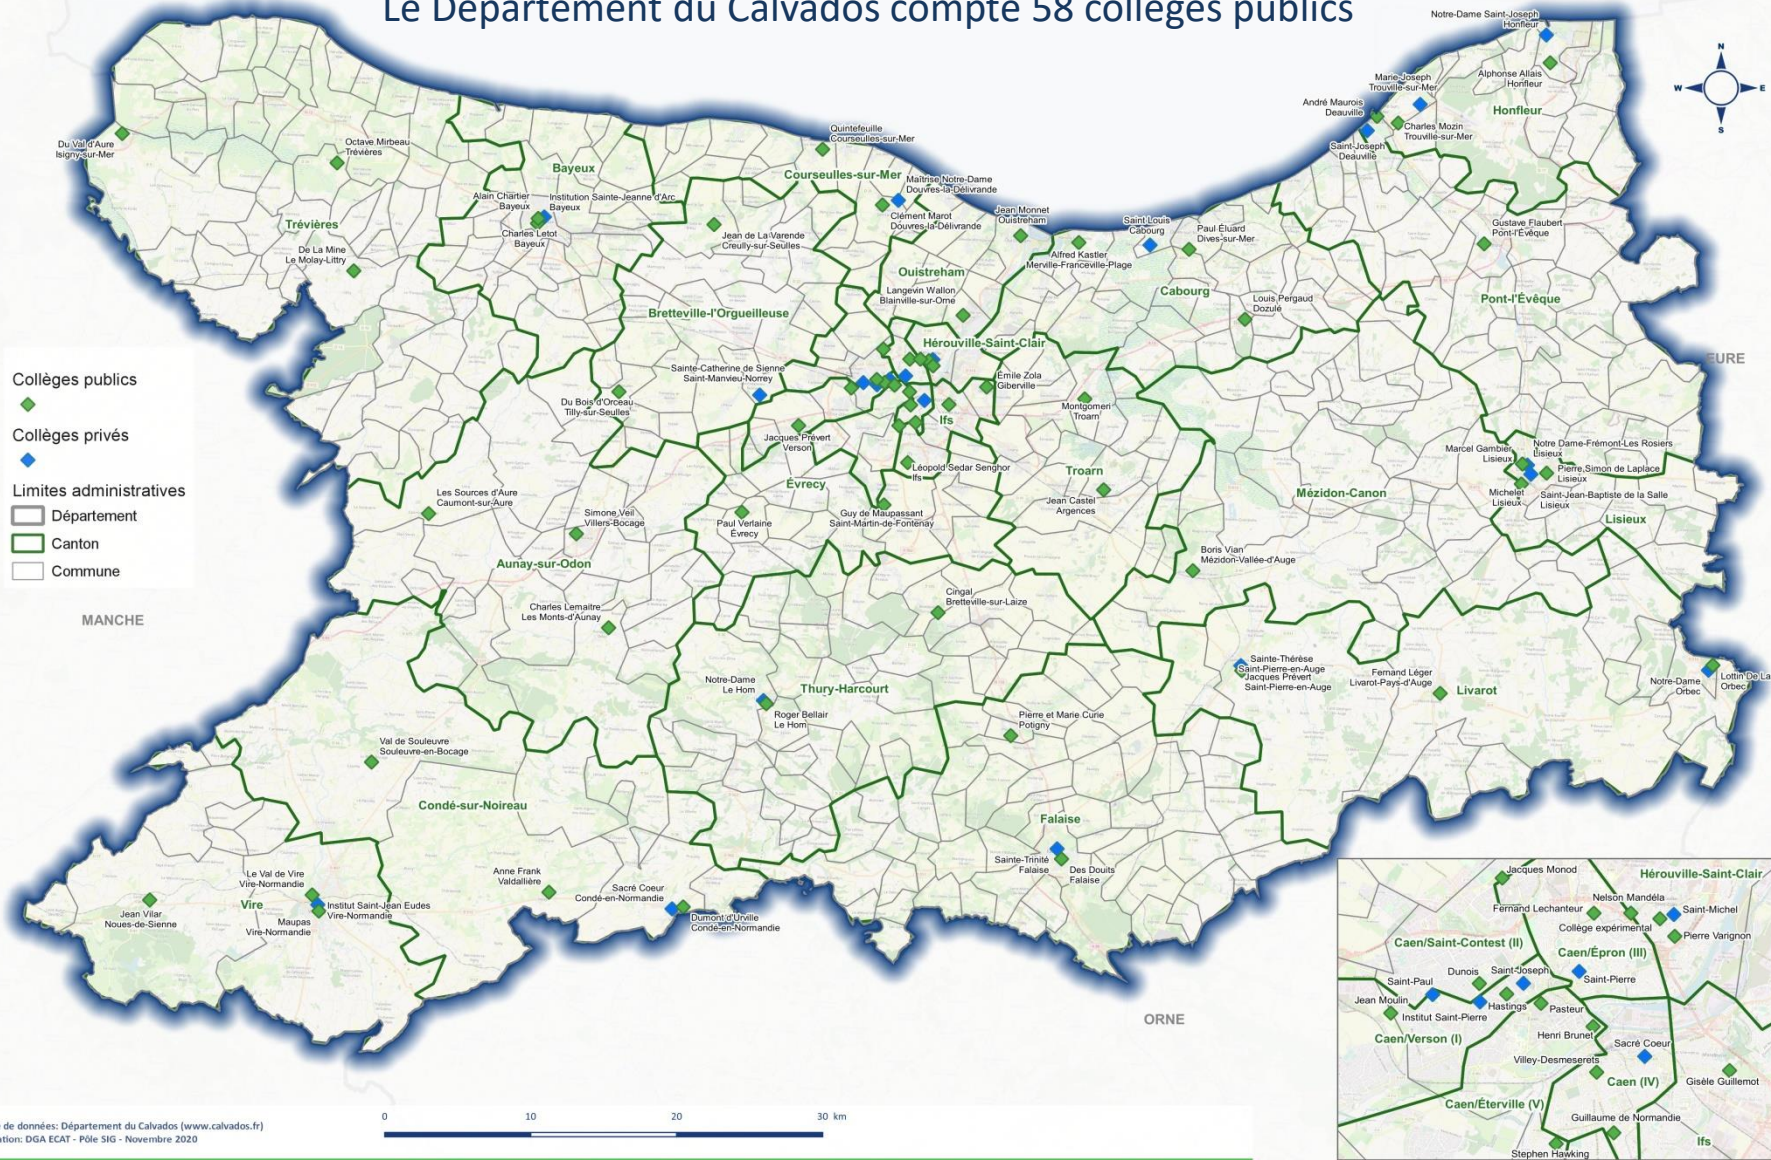 Le Département du Calvados compte 58 collèges publics
Notre-Dame Saint-Joseph
Honfleur
Alphonse Allais
Honfleur
Honfleur
Marie-Joseph
Trouville-sur-Mer
André Maurois
Deauville
Charles Mozin
Trouville-sur-Mer
Saint-Joseph
Deauville
N
W
E
S
Du Val d'Aure
Isigny-sur-Mer
Octave Mirbeau
Trévières
Trévières
De La Mine
Le Molay-Littry
Bayeux
Alain Chartier
Bayeux
Institution Sainte-Jeanne d'Arc
Bayeux
Charles Letot
Bayeux
Quintefeuille
Courseulles-sur-Mer
Courseulles-sur-Mer
Maîtrise Notre-Dame
Douvres-la-Délivrande
Clément Marot
Douvres-la-Délivrande
Jean de La Varende
Creully-sur-Seulles
Jean Monnet
Ouistreham
Ouistreham
Langevin Wallon
Blainville-sur-Orne
Alfred Kastler
Merville-Franceville-Plage
Saint Louis
Cabourg
Paul Éluard
Dives-sur-Mer
Cabourg
Louis Pergaud
Dozulé
Gustave Flaubert
Pont-l'Évêque
Pont-l'Évêque
Bretteville-l'Orgueilleuse
Hérouville-Saint-Clair
Sainte-Catherine de Sienne
Saint-Manvieu-Norrey
Du Bois d'Orceau
Tilly-sur-Seulles
Émile Zola
Giberville
Montgomeri
Troarn
Ifs
Jacques Prévert
Verson
Léopold Sedar Senghor
Ifs
Évrecy
Troarn
Jean Castel
Argences
Guy de Maupassant
Saint-Martin-de-Fontenay
Paul Verlaine
Évrecy
Mézidon-Canon
Marcel Gambier
Lisieux
Notre Dame-Frémont-Les Rosiers
Lisieux
Pierre Simon de Laplace
Lisieux
Michelet
Lisieux
Saint-Jean-Baptiste de la Salle
Lisieux
Lisieux
EURE
Collèges publics
Collèges privés
Limites administratives
Département
Canton
Commune
MANCHE
Les Sources d'Aure
Caumont-sur-Aure
Simone Veil
Villers-Bocage
Aunay-sur-Odon
Charles Lemaitre
Les Monts-d'Aunay
Boris Vian
Mézidon-Vallée-d'Auge
Cingal
Bretteville-sur-Laize
Notre-Dame
Le Hom
Thury-Harcourt
Roger Bellair
Le Hom
Pierre et Marie Curie
Potigny
Sainte-Thérèse
Saint-Pierre-en-Auge
Jacques Prévert
Saint-Pierre-en-Auge
Fernand Léger
Livarot-Pays-d'Auge
Livarot
Notre-Dame
Orbec
Lottin De La
Orbec
Val de Souleuvre
Souleuvre-en-Bocage
Condé-sur-Noireau
Falaise
Sainte-Trinité
Falaise
Des Douits
Falaise
Anne Frank
Valdallière
Sacré Coeur
Condé-en-Normandie
Dumont d'Urville
Condé-en-Normandie
Le Val de Vire
Vire-Normandie
Vire
Institut Saint-Jean Eudes
Vire-Normandie
Maupas
Vire-Normandie
Jean Vilar
Noues-de-Sienne
ORNE
Jacques Monod
Hérouville-Saint-Clair
Nelson Mandéla
Fernand Lechanteur
Saint-Michel
Collège expérimental
Pierre Varignon
Caen/Saint-Contest (II)
Caen/Épron (III)
Dunois
Saint-Joseph
Saint-Pierre
Saint-Paul
Jean Moulin
Hastings
Pasteur
Institut Saint-Pierre
Caen/Verson (I)
Henri Brunet
Sacré Coeur
Villey-Desmeserets
Caen (IV)
Gisèle Guillemot
Caen/Éterville (V)
Guillaume de Normandie
Ifs
Stephen Hawking
0 10 20 30 km
de données: Département du Calvados (www.calvados.fr)
ation: DGA ECAT - Pôle SIG - Novembre 2020